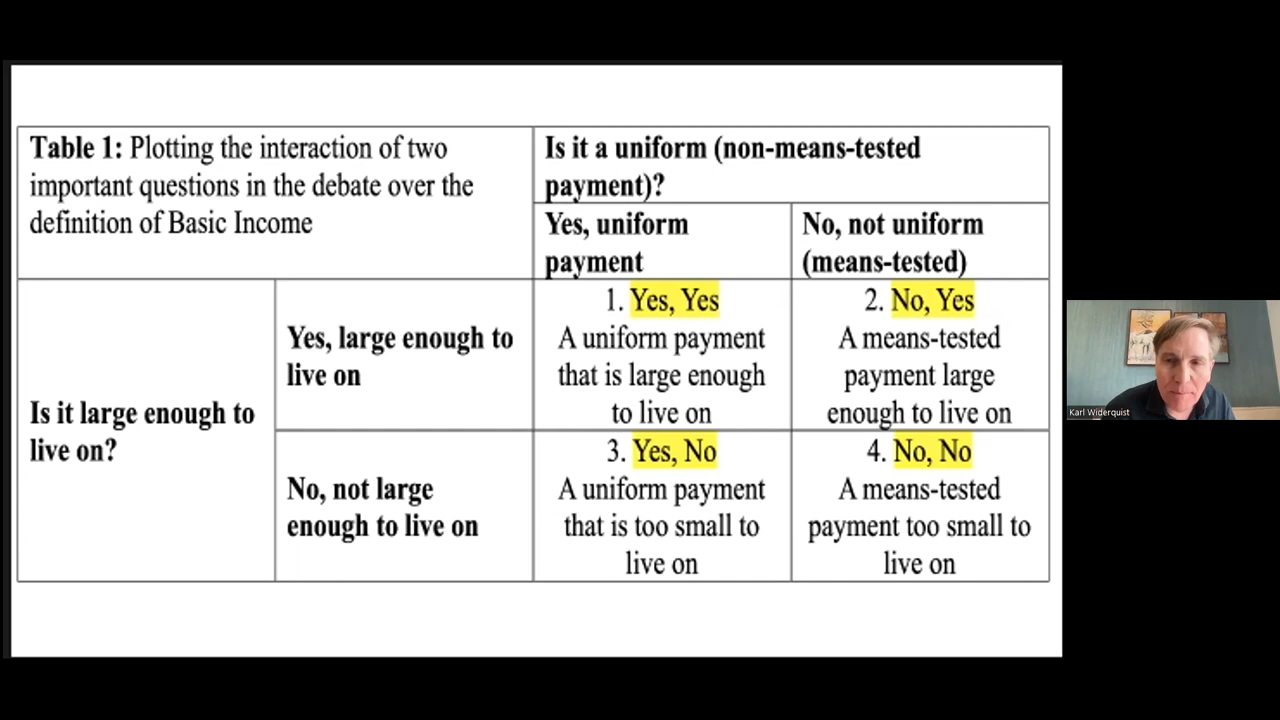 Table 1: Plotting the interaction of two
important questions in the debate over the
definition of Basic Income
Is it a uniform (non-means-tested
payment)?
Yes, uniform
payment
No, not uniform
(means-tested)
Is it large enough to
live on?
Yes, large enough to
live on
1. Yes, Yes
A uniform payment
that is large enough
to live on
2. No, Yes
A means-tested
payment large
enough to live on
No, not large
enough to live on
3. Yes, No
A uniform payment
that is too small to
live on
4. No, No
A means-tested
payment too small to
live on
Karl Widerquist